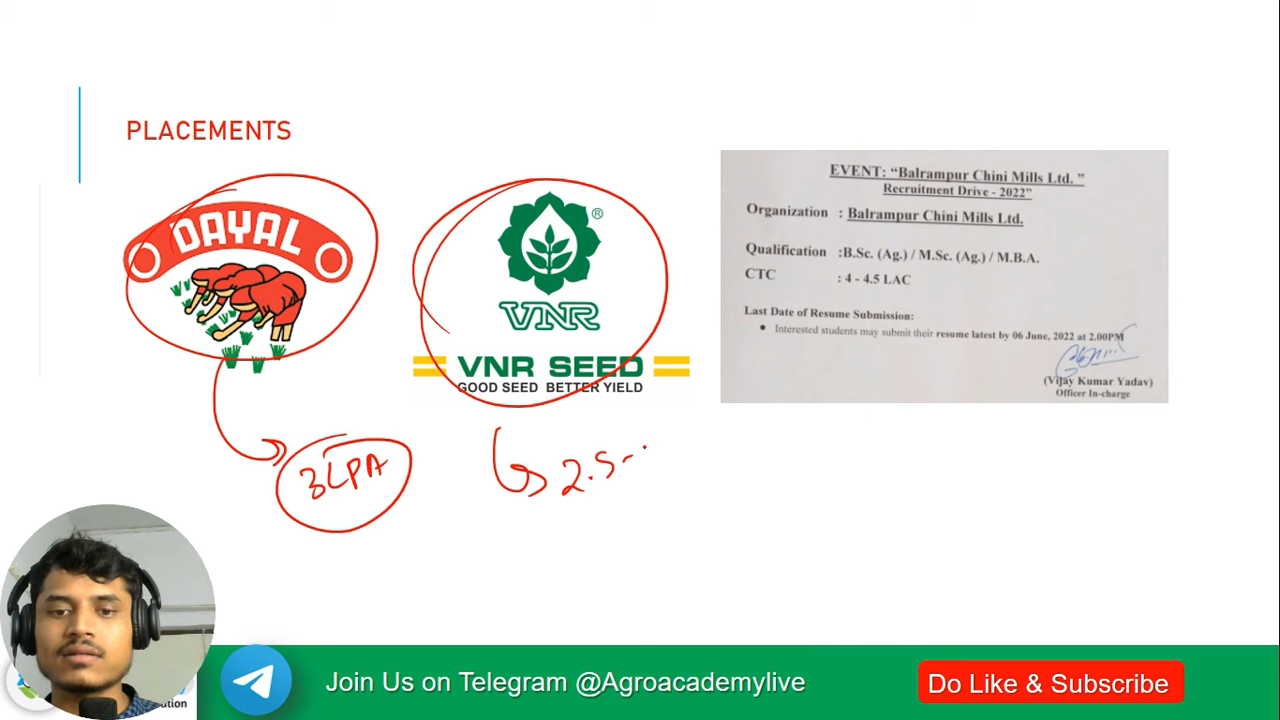 PLACEMENTS
DAYAL
3LPA
®
VNR
VNR SEED
GOOD SEED BETTER YIELD
2.5-
EVENT: “Balrampur Chini Mills Ltd. ”
Recruitment Drive - 2022”
Organization : Balrampur Chini Mills Ltd.
Qualification :B.Sc. (Ag.) / M.Sc. (Ag.) / M.B.A.
CTC : 4 - 4.5 LAC
Last Date of Resume Submission:
● Interested students may submit their resume latest by 06 June, 2022 at 2.00PM
(Vijay Kumar Yadav)
Officer In-charge
Join Us on Telegram @Agroacademylive
Do Like & Subscribe